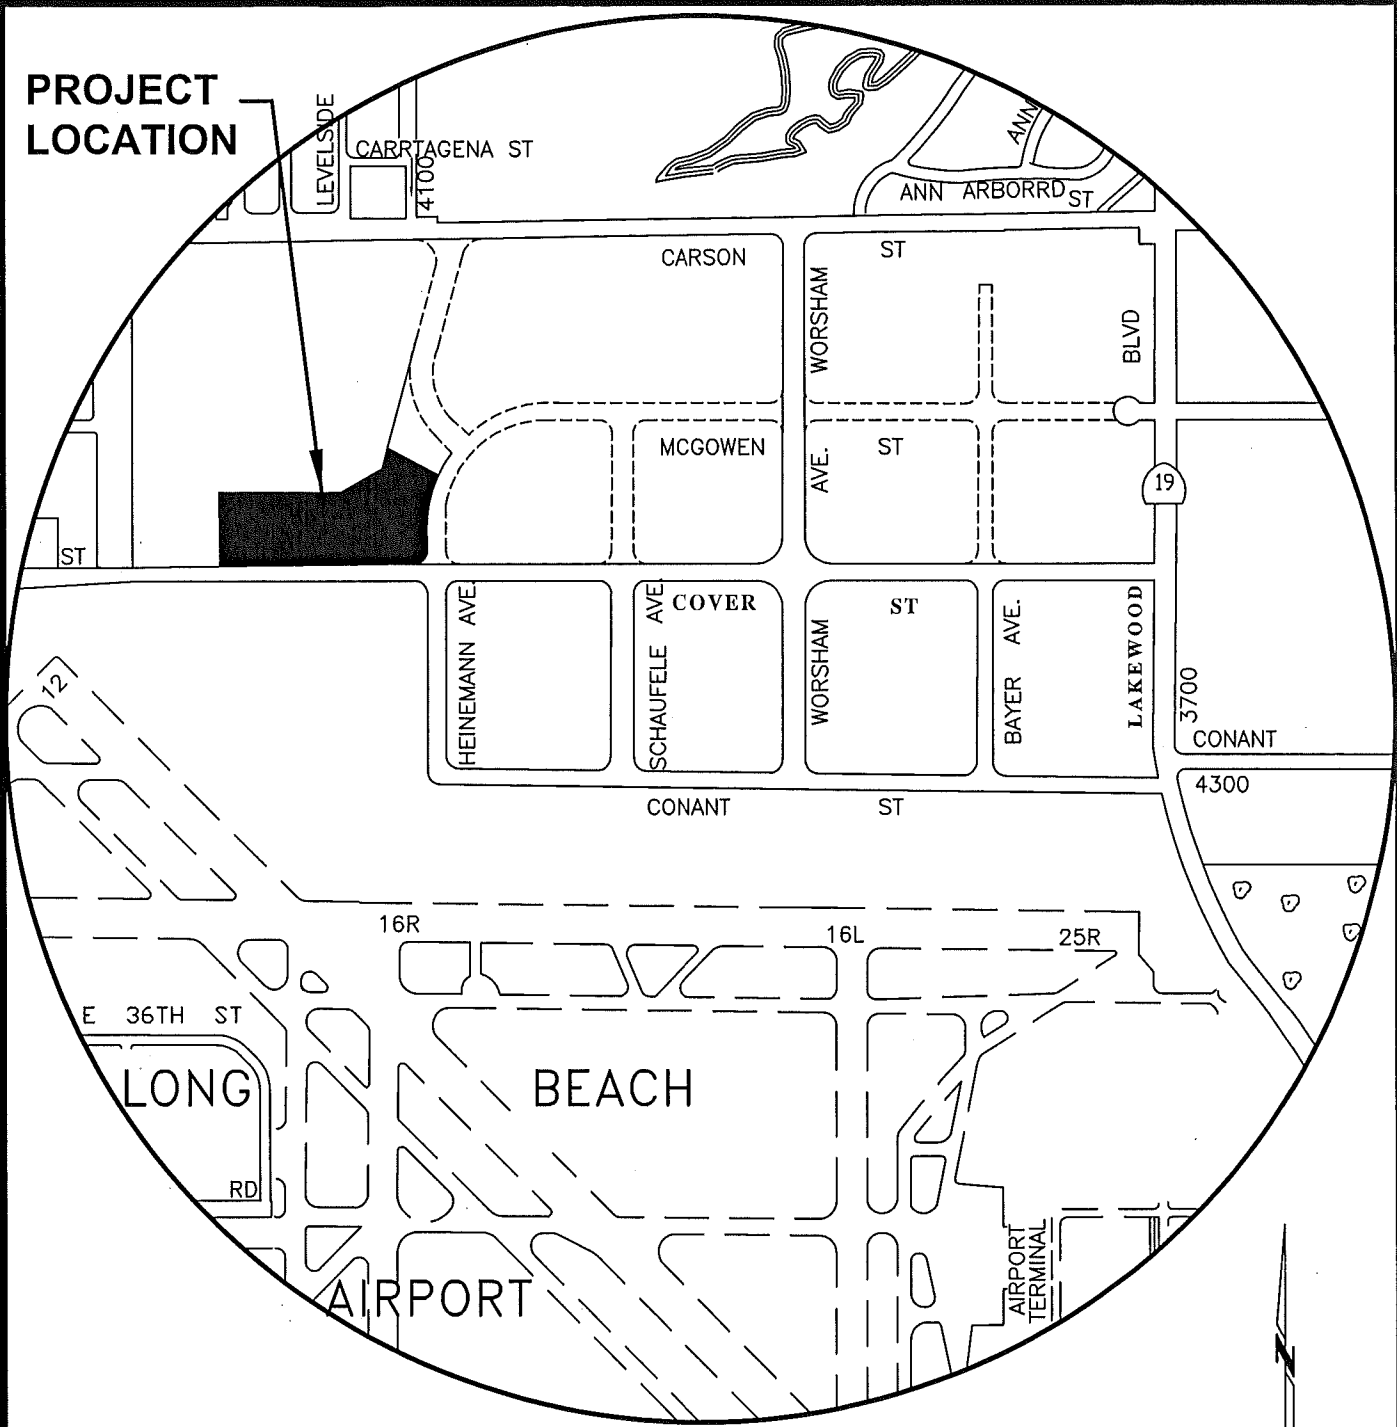 PROJECT
LOCATION
LEVELSIDE
CARRTAGENA ST
4100
ANN
ANN ARBORRD ST
CARSON ST
WORSHAM
BLVD
MCGOWEN ST
AVE.
19
ST
HEINEMANN AVE.
SCHAUFELE AVE
COVER ST
WORSHAM
BAYER AVE.
LAKEWOOD
3700
12
CONANT
4300
CONANT ST
16R
16L
25R
E 36TH ST
LONG BEACH
RD
AIRPORT
TERMINAL
AIRPORT
N